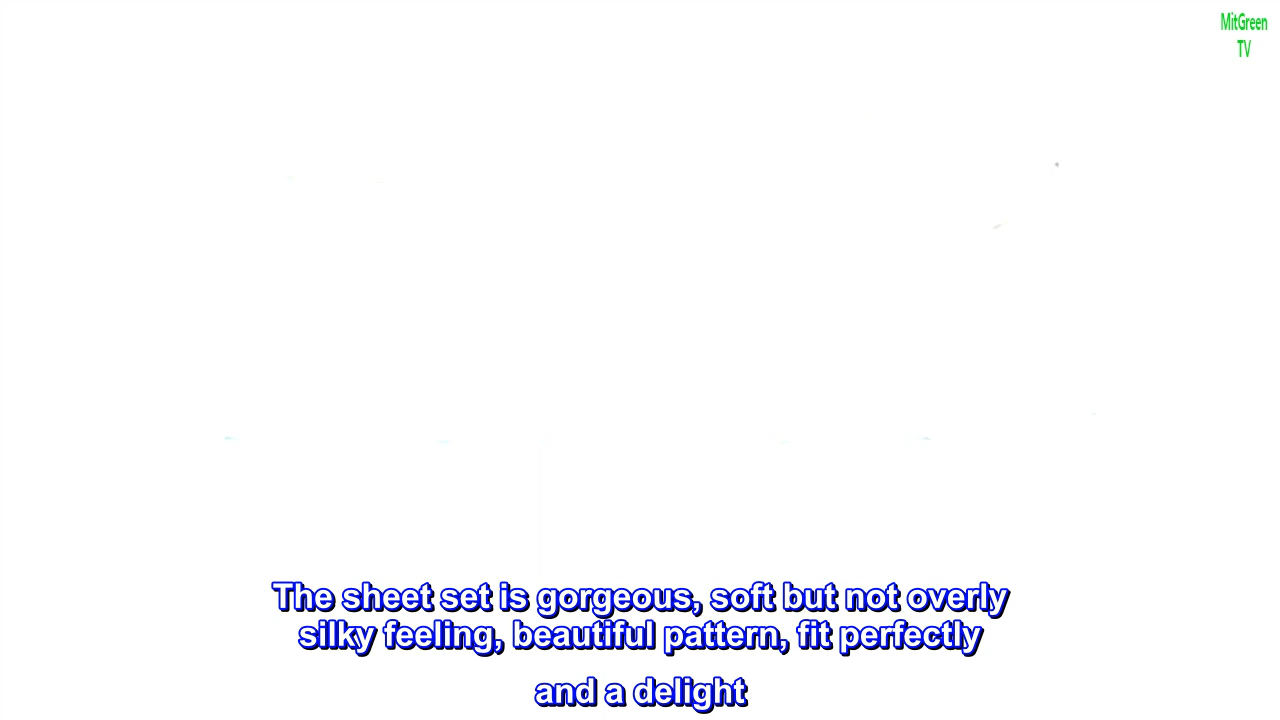 MitGreen
TV
The sheet set is gorgeous, soft but not overly
silky feeling, beautiful pattern, fit perfectly
and a delight